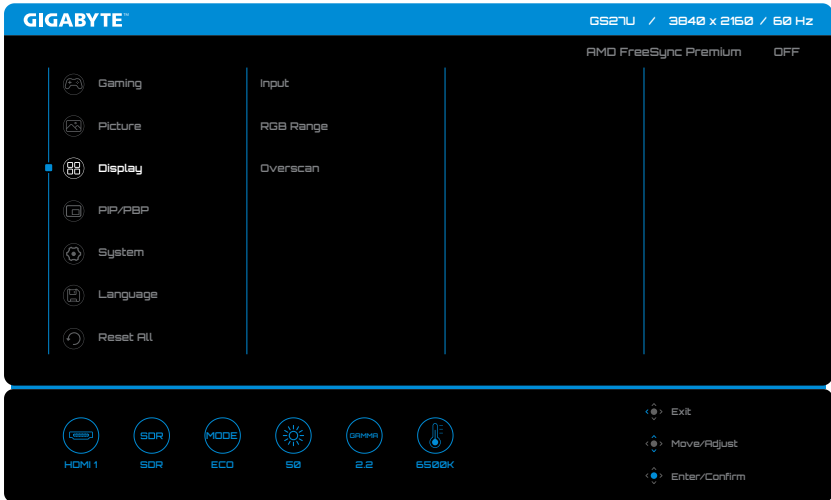 GIGABYTE™
GS27U / 3840 x 2160 / 60 Hz
AMD FreeSync Premium OFF
Gaming
Input
Picture
RGB Range
Display
Overscan
PIP/PBP
System
Language
Reset All
SDR
MODE
GAMMA
HDMI 1
SDR
ECO
50
2.2
6500K
Exit
Move/Adjust
Enter/Confirm